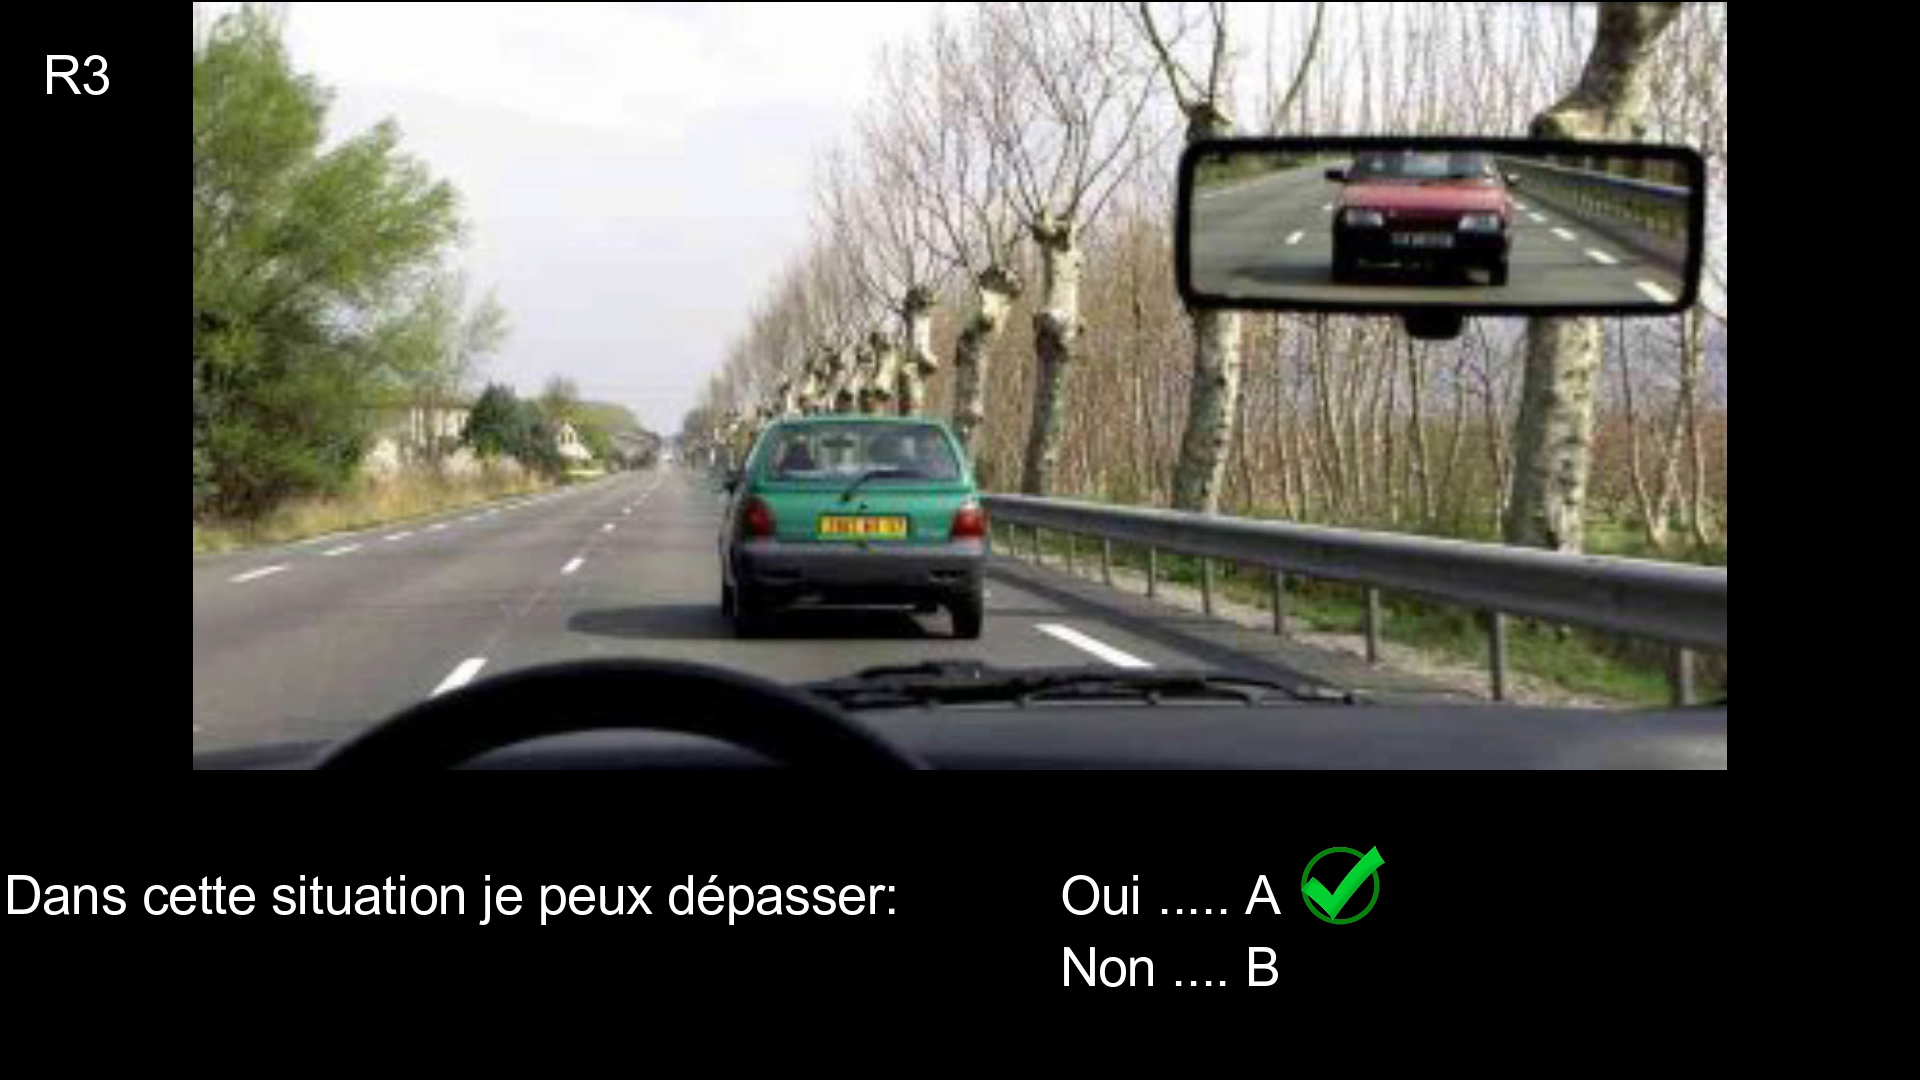 R3
Dans cette situation je peux dépasser:
Oui ..... A
Non .... B